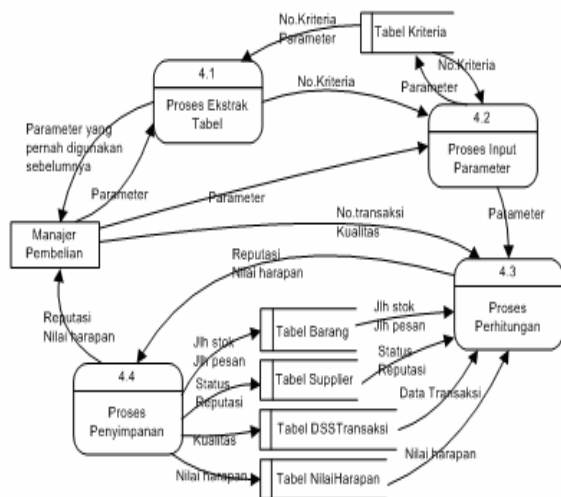 No.Kriteria
Parameter
Tabel Kriteria
4.1
Proses Ekstrak
Tabel
No.Kriteria
No.Kriteria
Parameter
4.2
Proses Input
Parameter
Parameter yang
pernah digunakan
sebelumnya
Parameter
Parameter
Parameter
Manajer
Pembelian
No.transaksi
Kualitas
Reputasi
Nilai harapan
4.3
Proses
Perhitungan
Reputasi
Nilai harapan
Jlh stok
Jlh pesan
Tabel Barang
Jlh stok
Jlh pesan
4.4
Proses
Penyimpanan
Status
Reputasi
Tabel Supplier
Status
Reputasi
Data Transaksi
Kualitas
Tabel DSSTransaksi
Nilai harapan
Tabel NilaiHarapan
Nilai harapan